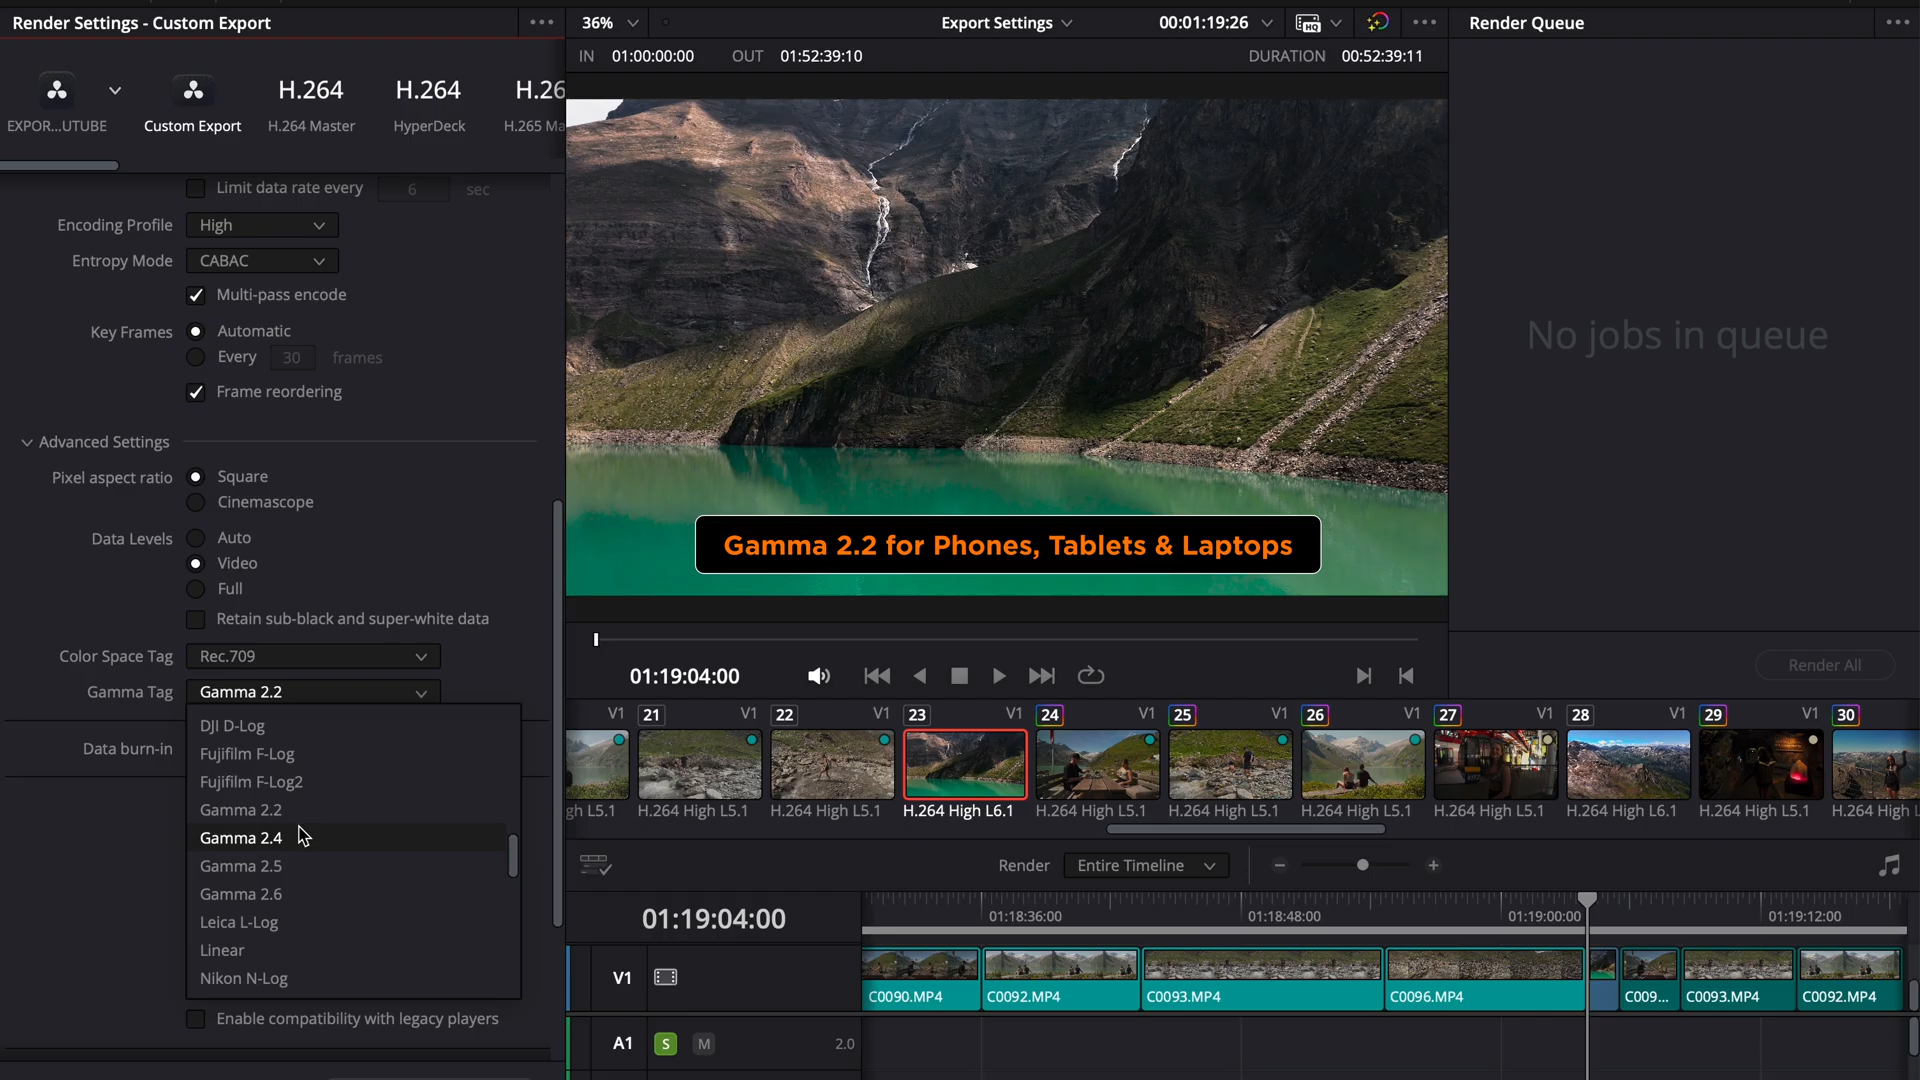 Render Settings - Custom Export
36%
Export Settings
00:01:19:26
HQ
Render Queue
IN 01:00:00:00 OUT 01:52:39:10
DURATION 00:52:39:11
H.264
H.264
H.26
EXPOR...UTUBE
Custom Export
H.264 Master
HyperDeck
H.265 Ma
Limit data rate every 6 sec
Encoding Profile High
Entropy Mode CABAC
Multi-pass encode
Key Frames Automatic
Every 30 frames
Frame reordering
Advanced Settings
Pixel aspect ratio Square
Cinemascope
Data Levels Auto
Video
Full
Retain sub-black and super-white data
Color Space Tag Rec.709
Gamma Tag Gamma 2.2
DJI D-Log
Data burn-in
Fujifilm F-Log
Fujifilm F-Log2
Gamma 2.2
Gamma 2.4
Gamma 2.5
Gamma 2.6
Leica L-Log
Linear
Nikon N-Log
Enable compatibility with legacy players
Gamma 2.2 for Phones, Tablets & Laptops
No jobs in queue
Render All
01:19:04:00
V1 21 V1 22 V1 23 V1 24 V1 25 V1 26 V1 27 V1 28 V1 29 V1 30
gh L5.1 H.264 High L5.1 H.264 High L5.1 H.264 High L6.1 H.264 High L5.1 H.264 High L5.1 H.264 High L5.1 H.264 High L5.1 H.264 High L6.1 H.264 High L5.1 H.264 High L
Render Entire Timeline
01:19:04:00
01:18:36:00
01:18:48:00
01:19:00:00
01:19:12:00
V1
C0090.MP4
C0092.MP4
C0093.MP4
C0096.MP4
C009...
C0093.MP4
C0092.MP4
A1 S M 2.0